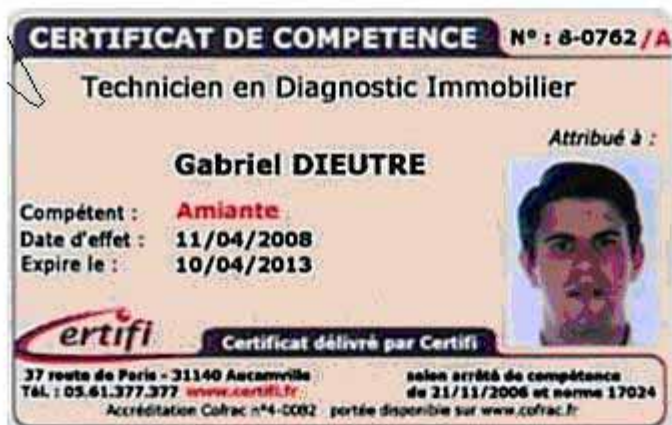 CERTIFICAT DE COMPETENCE N° : 8-0762 /A
Technicien en Diagnostic Immobilier
Attribué à :
Gabriel DIEUTRE
Compétent : Amiante
Date d'effet : 11/04/2008
Expire le : 10/04/2013
Certifi
Certificat délivré par Certifi
37 route de Paris - 31140 Aucamville
Tél. : 05.61.377.377 www.certifi.fr
selon arrêté de compétence
du 21/11/2006 et norme 17024
Accréditation Cofrac n°4-0082 portée disponible sur www.cofrac.fr